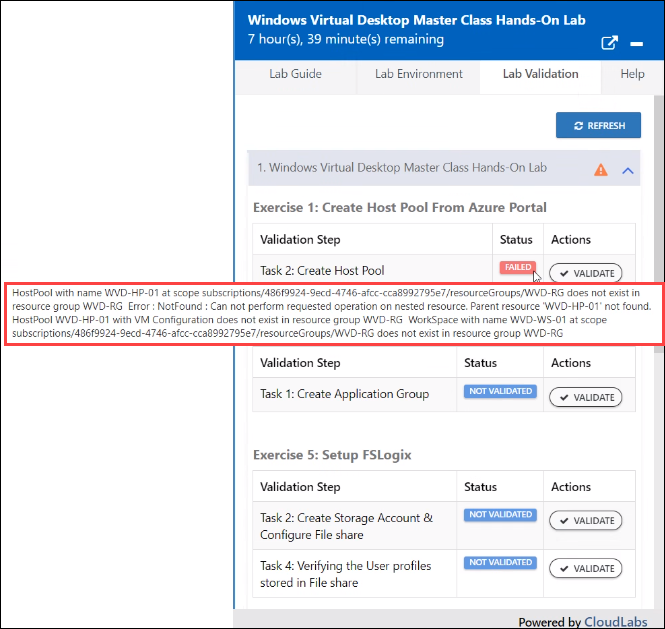 Windows Virtual Desktop Master Class Hands-On Lab
7 hour(s), 39 minute(s) remaining
Lab Guide
Lab Environment
Lab Validation
Help
REFRESH
1. Windows Virtual Desktop Master Class Hands-On Lab
Exercise 1: Create Host Pool From Azure Portal
Validation Step
Status
Actions
Task 2: Create Host Pool
FAILED
VALIDATE
HostPool with name WVD-HP-01 at scope subscriptions/486f9924-9ecd-4746-afcc-cca8992795e7/resourceGroups/WVD-RG does not exist in
resource group WVD-RG Error : NotFound : Can not perform requested operation on nested resource. Parent resource 'WVD-HP-01' not found.
HostPool WVD-HP-01 with VM Configuration does not exist in resource group WVD-RG WorkSpace with name WVD-WS-01 at scope
subscriptions/486f9924-9ecd-4746-afcc-cca8992795e7/resourceGroups/WVD-RG does not exist in resource group WVD-RG
Validation Step
Status
Actions
Task 1: Create Application Group
NOT VALIDATED
VALIDATE
Exercise 5: Setup FSLogix
Validation Step
Status
Actions
Task 2: Create Storage Account &
Configure File share
NOT VALIDATED
VALIDATE
Task 4: Verifying the User profiles
stored in File share
NOT VALIDATED
VALIDATE
Powered by CloudLabs